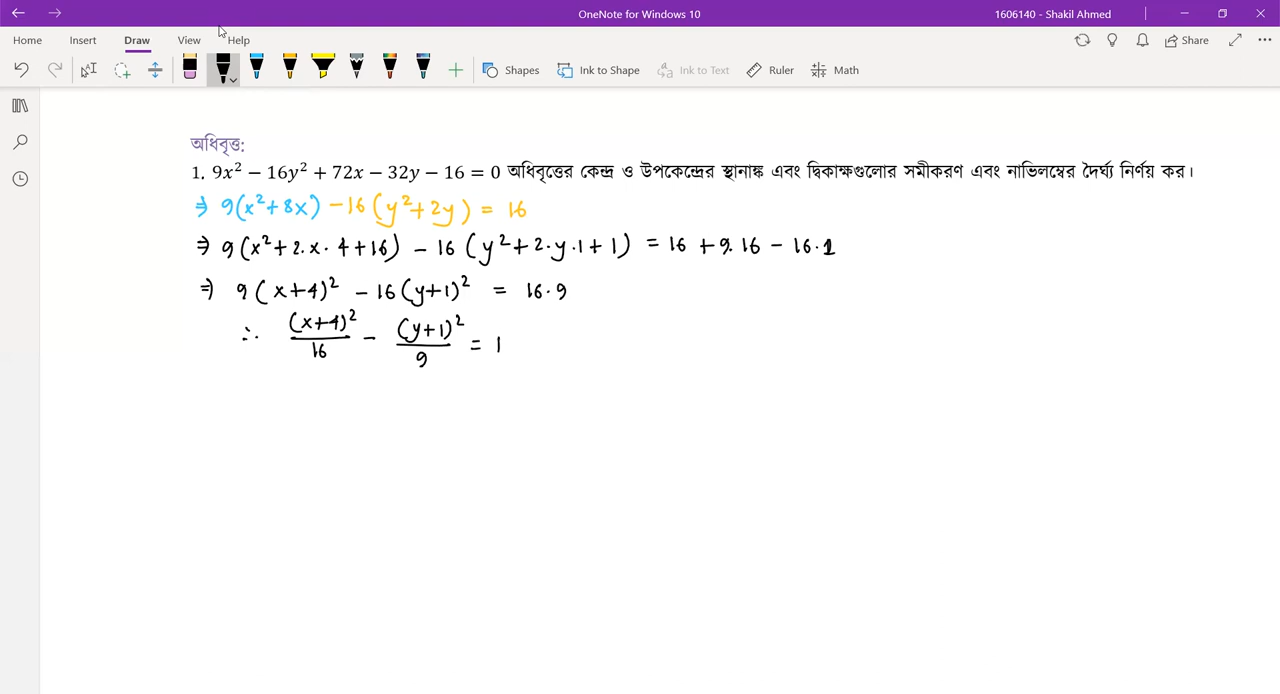 OneNote for Windows 10
1606140 - Shakil Ahmed
Home Insert Draw View Help
Share
Shapes Ink to Shape Ink to Text Ruler Math
অধিবৃত্ত:
1. 9x² − 16y² + 72x − 32y − 16 = 0 অধিবৃত্তের কেন্দ্র ও উপকেন্দ্রের স্থানাঙ্ক এবং দ্বিকাক্ষগুলোর সমীকরণ এবং নাভিলম্বের দৈর্ঘ্য নির্ণয় কর।
⇒ 9(x²+8x) −16(y²+2y) = 16
⇒ 9(x²+2.x.4+16) − 16(y²+2.y.1+1) = 16+9.16−16.1
⇒ 9(x+4)² −16(y+1)² = 16.9
∴ (x+4)²/16 − (y+1)²/9 = 1